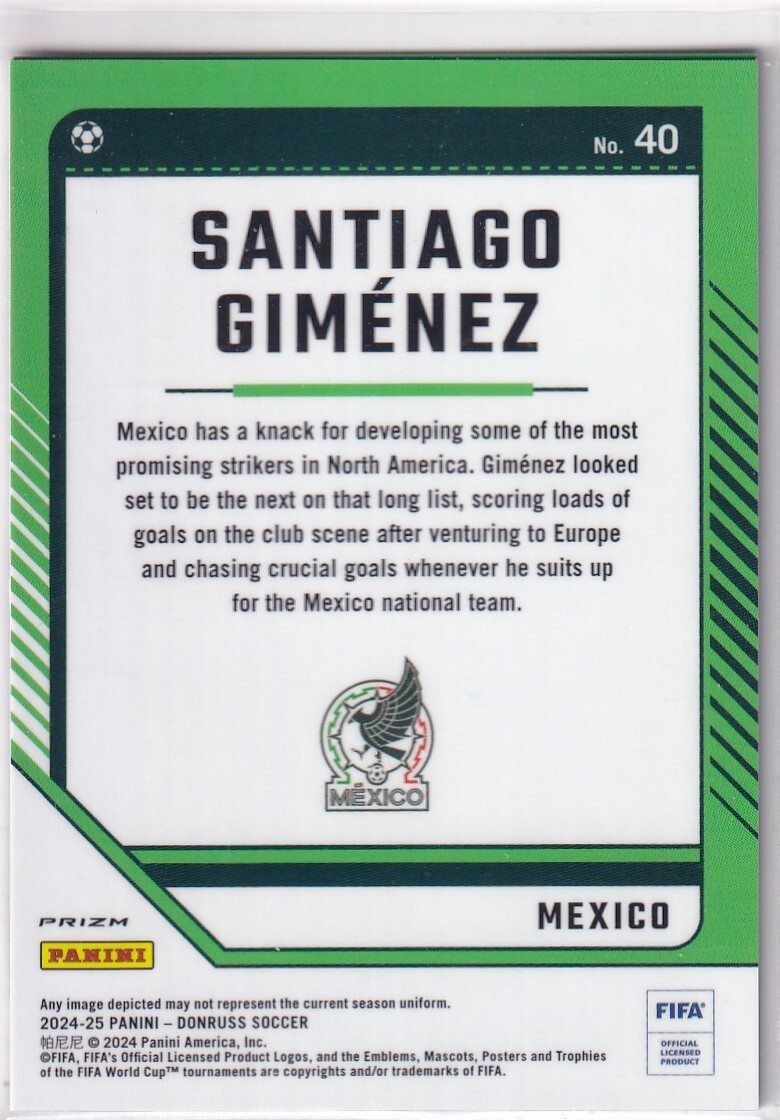 No. 40
SANTIAGO
GIMÉNEZ
Mexico has a knack for developing some of the most
promising strikers in North America. Giménez looked
set to be the next on that long list, scoring loads of
goals on the club scene after venturing to Europe
and chasing crucial goals whenever he suits up
for the Mexico national team.
MÉXICO
MEXICO
PRIZM
PANINI
Any image depicted may not represent the current season uniform.
2024-25 PANINI – DONRUSS SOCCER
帕尼尼 © 2024 Panini America, Inc.
©FIFA, FIFA's Official Licensed Product Logos, and the Emblems, Mascots, Posters and Trophies
of the FIFA World Cup™ tournaments are copyrights and/or trademarks of FIFA.
FIFA®
OFFICIAL
LICENSED
PRODUCT